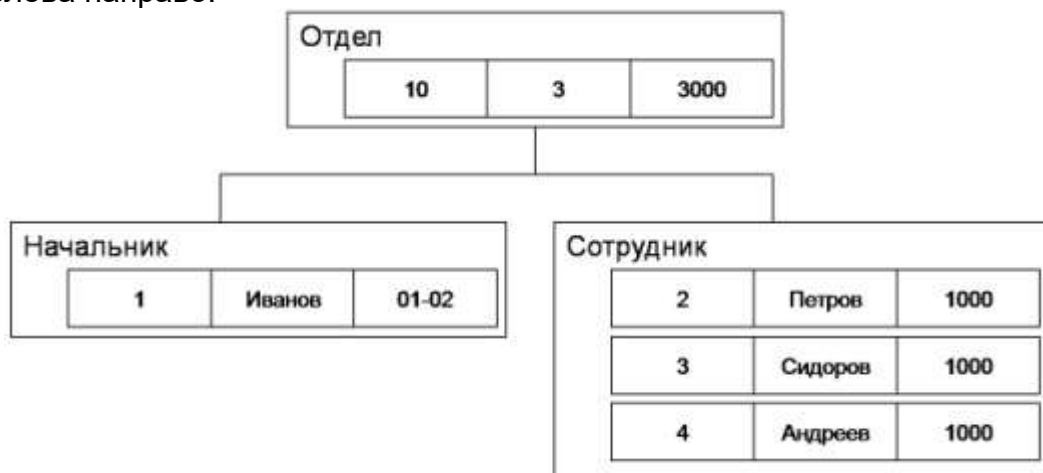 слева направо.
Отдел
10 3 3000
Начальник
1 Иванов 01-02
Сотрудник
2 Петров 1000
3 Сидоров 1000
4 Андреев 1000